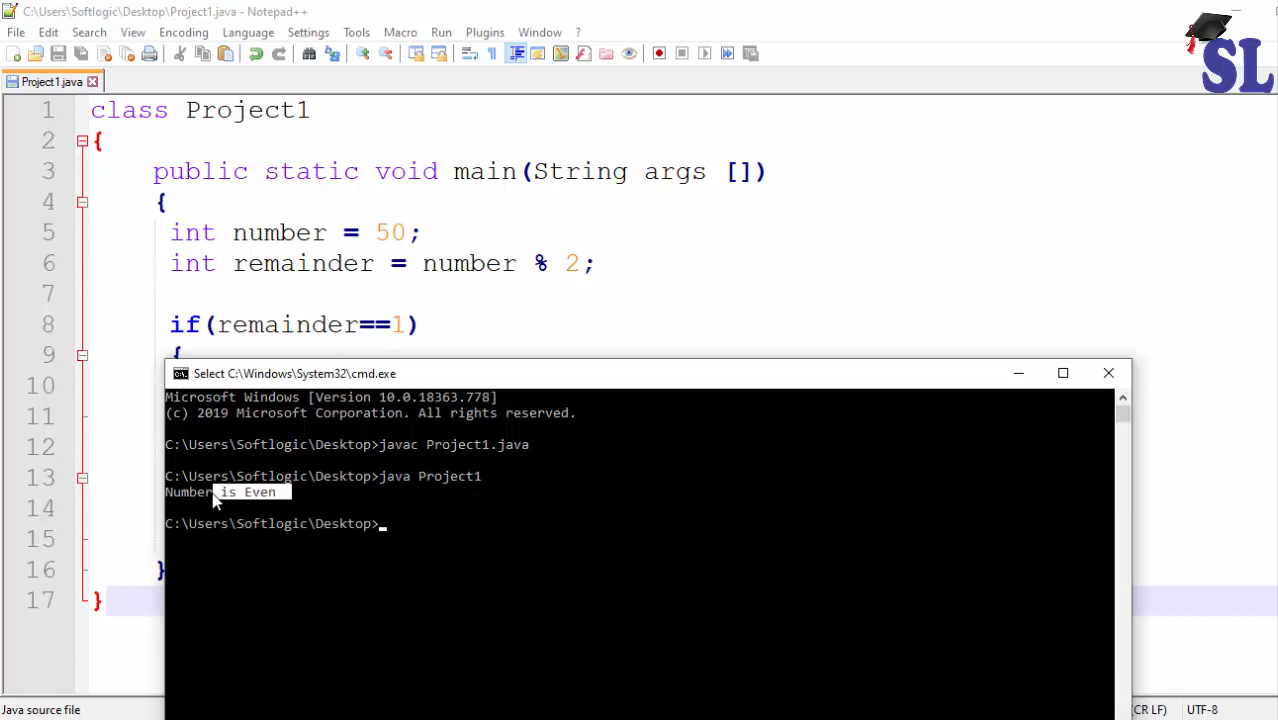 C:\Users\Softlogic\Desktop\Project1.java - Notepad++
File Edit Search View Encoding Language Settings Tools Macro Run Plugins Window ?
Project1.java
SL
1 class Project1
2 {
3 public static void main(String args [])
4 {
5 int number = 50;
6 int remainder = number % 2;
7
8 if(remainder==1)
9 {
10
11
12
13
14
15
16 }
17 }
Select C:\Windows\System32\cmd.exe
Microsoft Windows [Version 10.0.18363.778]
(c) 2019 Microsoft Corporation. All rights reserved.
C:\Users\Softlogic\Desktop>javac Project1.java
C:\Users\Softlogic\Desktop>java Project1
Number is Even
C:\Users\Softlogic\Desktop>
Java source file
(CR LF) UTF-8